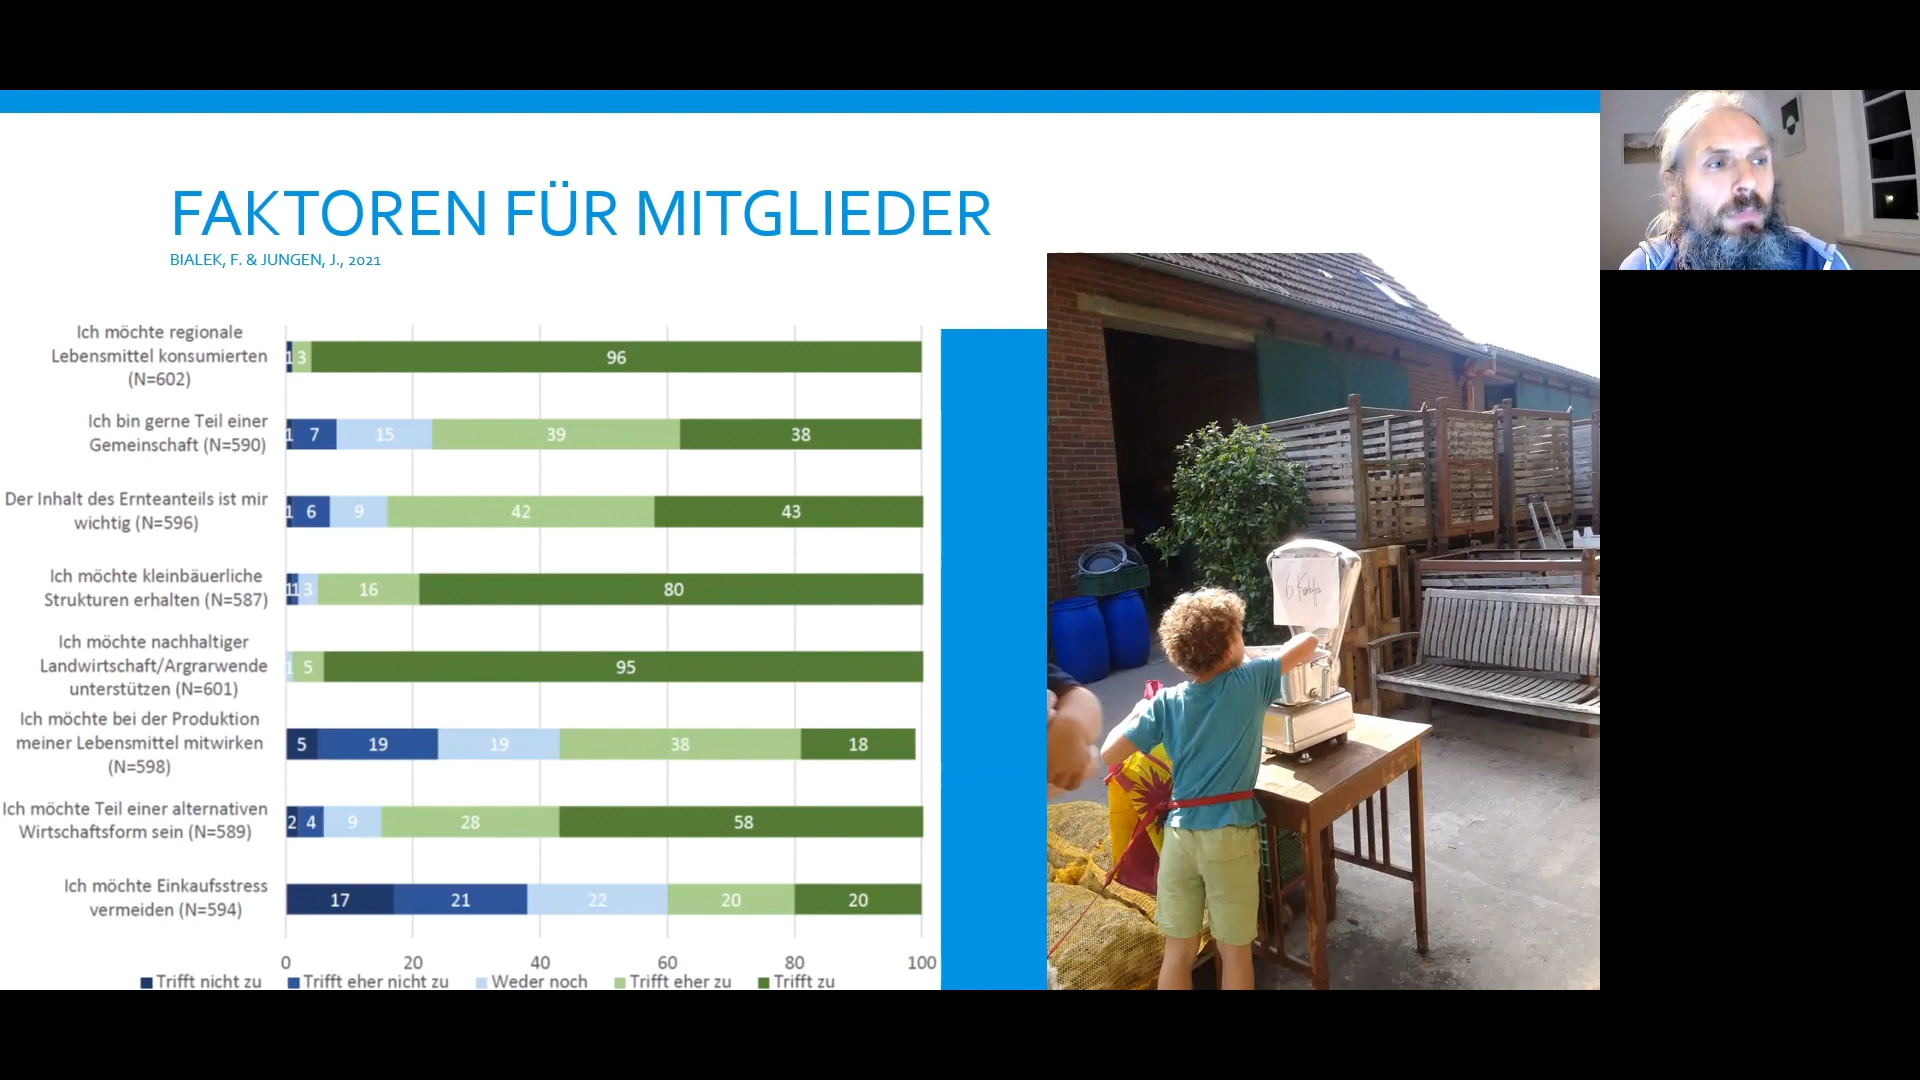 FAKTOREN FÜR MITGLIEDER
BIALEK, F. & JUNGEN, J., 2021
Ich möchte regionale
Lebensmittel konsumierten
(N=602)
1 3 96
Ich bin gerne Teil einer
Gemeinschaft (N=590)
1 7 15 39 38
Der Inhalt des Ernteanteils ist mir
wichtig (N=596)
1 6 9 42 43
Ich möchte kleinbäuerliche
Strukturen erhalten (N=587)
1 1 3 16 80
Ich möchte nachhaltiger
Landwirtschaft/Argrarwende
unterstützen (N=601)
1 5 95
Ich möchte bei der Produktion
meiner Lebensmittel mitwirken
(N=598)
5 19 19 38 18
Ich möchte Teil einer alternativen
Wirtschaftsform sein (N=589)
2 4 9 28 58
Ich möchte Einkaufsstress
vermeiden (N=594)
17 21 22 20 20
0 20 40 60 80 100
Trifft nicht zu Trifft eher nicht zu Weder noch Trifft eher zu Trifft zu
6